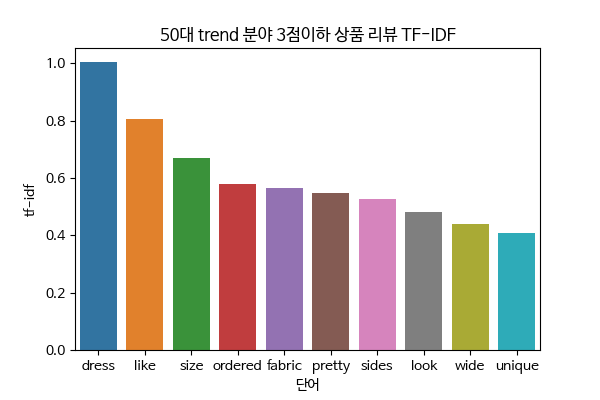 50대 trend 분야 3점이하 상품 리뷰 TF-IDF
1.0
0.8
0.6
0.4
0.2
0.0
tf-idf
dress like size ordered fabric pretty sides look wide unique
단어